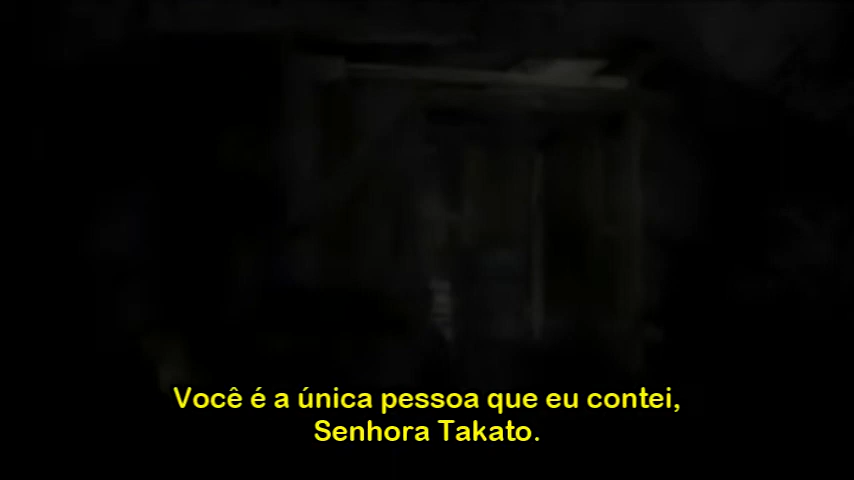 Você é a única pessoa que eu contei,
Senhora Takato.